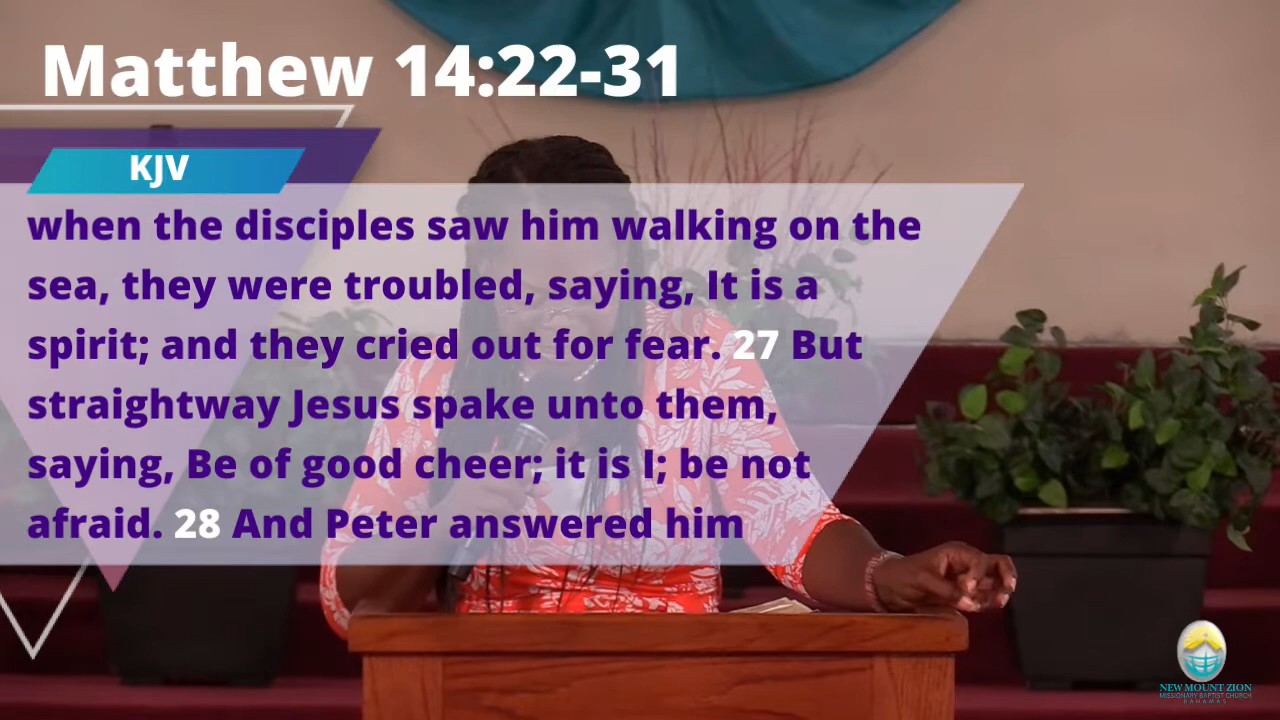 Matthew 14:22-31
KJV
when the disciples saw him walking on the
sea, they were troubled, saying, It is a
spirit; and they cried out for fear. 27 But
straightway Jesus spake unto them,
saying, Be of good cheer; it is I; be not
afraid. 28 And Peter answered him
NEW MOUNT ZION
MISSIONARY BAPTIST CHURCH
BAHAMAS